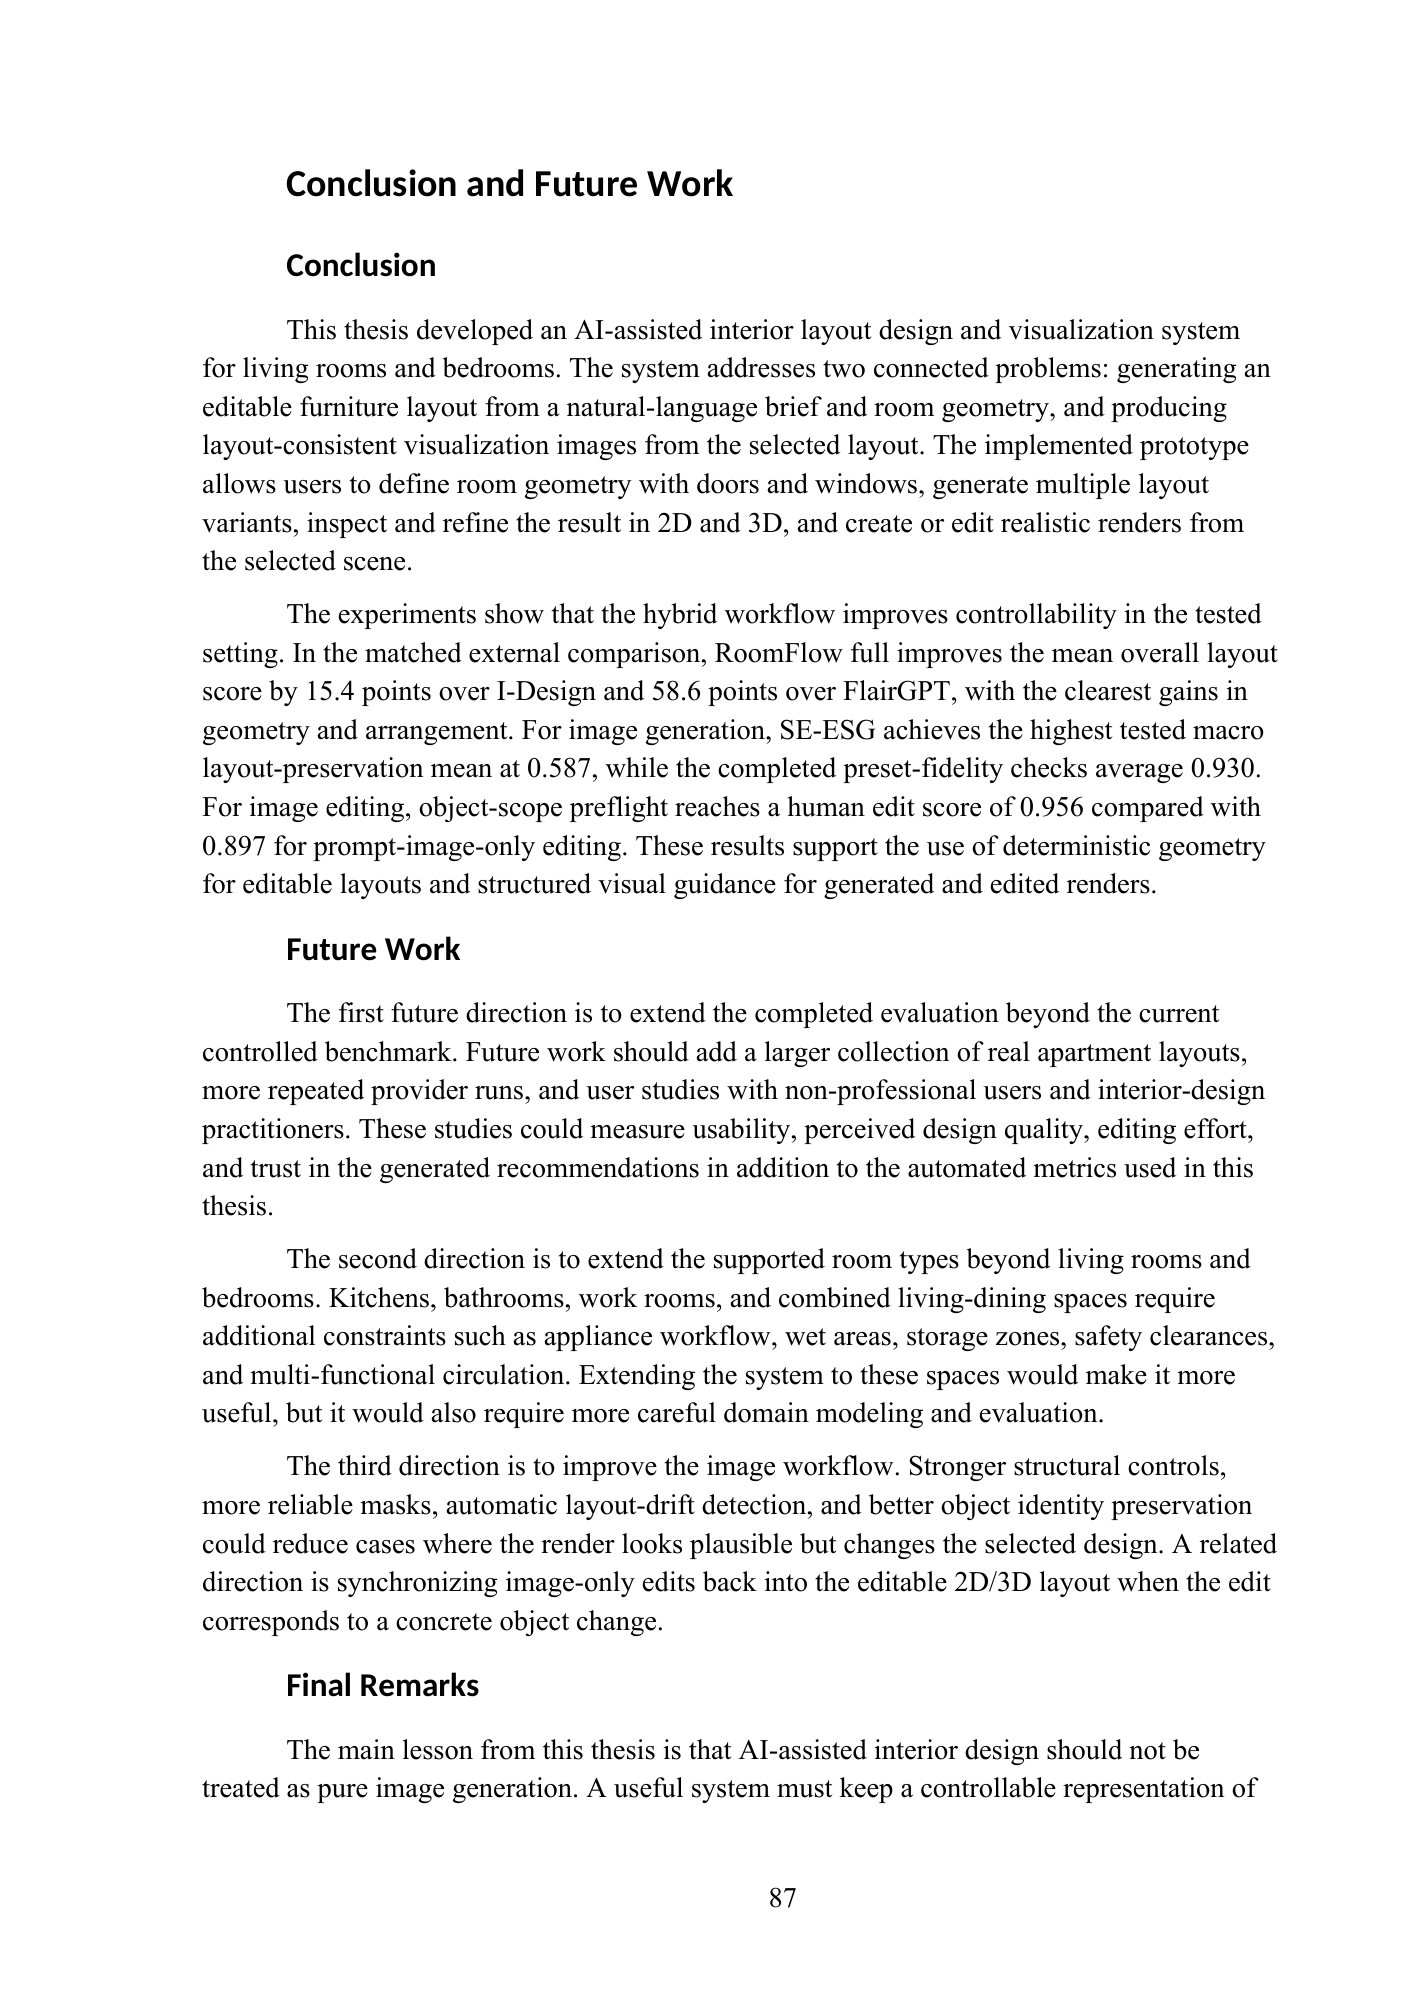 Conclusion and Future Work
Conclusion
This thesis developed an AI-assisted interior layout design and visualization system
for living rooms and bedrooms. The system addresses two connected problems: generating an
editable furniture layout from a natural-language brief and room geometry, and producing
layout-consistent visualization images from the selected layout. The implemented prototype
allows users to define room geometry with doors and windows, generate multiple layout
variants, inspect and refine the result in 2D and 3D, and create or edit realistic renders from
the selected scene.
The experiments show that the hybrid workflow improves controllability in the tested
setting. In the matched external comparison, RoomFlow full improves the mean overall layout
score by 15.4 points over I-Design and 58.6 points over FlairGPT, with the clearest gains in
geometry and arrangement. For image generation, SE-ESG achieves the highest tested macro
layout-preservation mean at 0.587, while the completed preset-fidelity checks average 0.930.
For image editing, object-scope preflight reaches a human edit score of 0.956 compared with
0.897 for prompt-image-only editing. These results support the use of deterministic geometry
for editable layouts and structured visual guidance for generated and edited renders.
Future Work
The first future direction is to extend the completed evaluation beyond the current
controlled benchmark. Future work should add a larger collection of real apartment layouts,
more repeated provider runs, and user studies with non-professional users and interior-design
practitioners. These studies could measure usability, perceived design quality, editing effort,
and trust in the generated recommendations in addition to the automated metrics used in this
thesis.
The second direction is to extend the supported room types beyond living rooms and
bedrooms. Kitchens, bathrooms, work rooms, and combined living-dining spaces require
additional constraints such as appliance workflow, wet areas, storage zones, safety clearances,
and multi-functional circulation. Extending the system to these spaces would make it more
useful, but it would also require more careful domain modeling and evaluation.
The third direction is to improve the image workflow. Stronger structural controls,
more reliable masks, automatic layout-drift detection, and better object identity preservation
could reduce cases where the render looks plausible but changes the selected design. A related
direction is synchronizing image-only edits back into the editable 2D/3D layout when the edit
corresponds to a concrete object change.
Final Remarks
The main lesson from this thesis is that AI-assisted interior design should not be
treated as pure image generation. A useful system must keep a controllable representation of
87